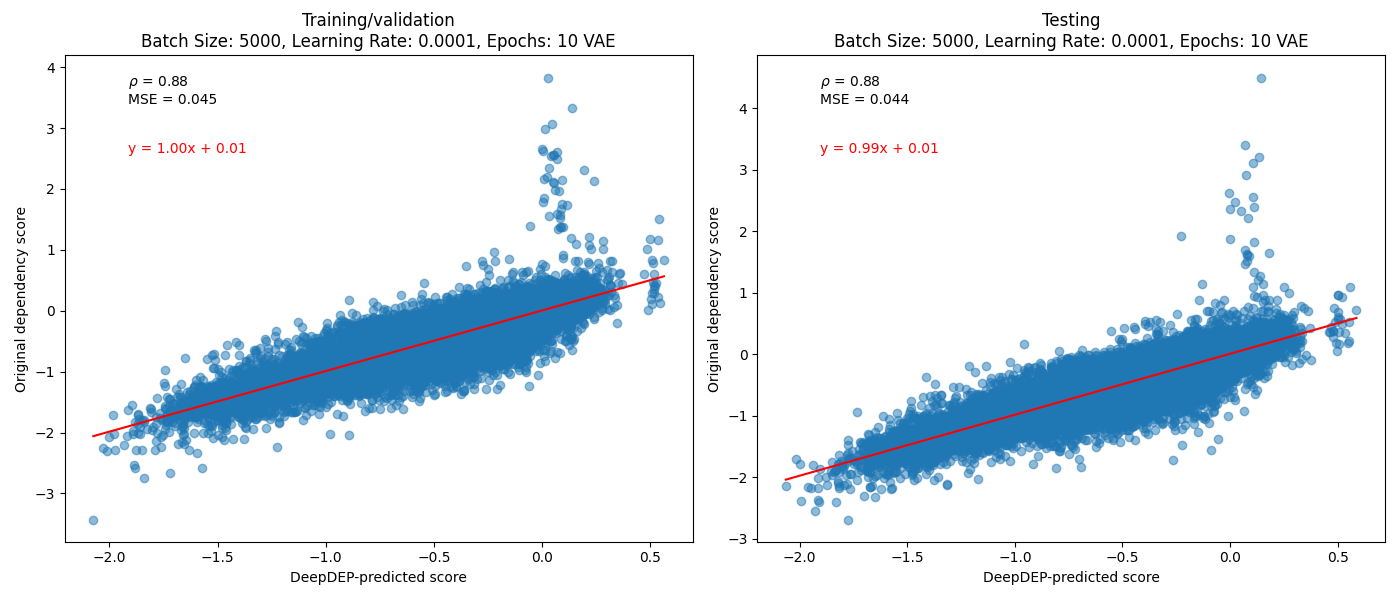 Training/validation
Batch Size: 5000, Learning Rate: 0.0001, Epochs: 10 VAE
ρ = 0.88
MSE = 0.045
y = 1.00x + 0.01
Original dependency score
4
3
2
1
0
−1
−2
−3
−2.0 −1.5 −1.0 −0.5 0.0 0.5
DeepDEP-predicted score
Testing
Batch Size: 5000, Learning Rate: 0.0001, Epochs: 10 VAE
ρ = 0.88
MSE = 0.044
y = 0.99x + 0.01
Original dependency score
4
3
2
1
0
−1
−2
−3
−2.0 −1.5 −1.0 −0.5 0.0 0.5
DeepDEP-predicted score